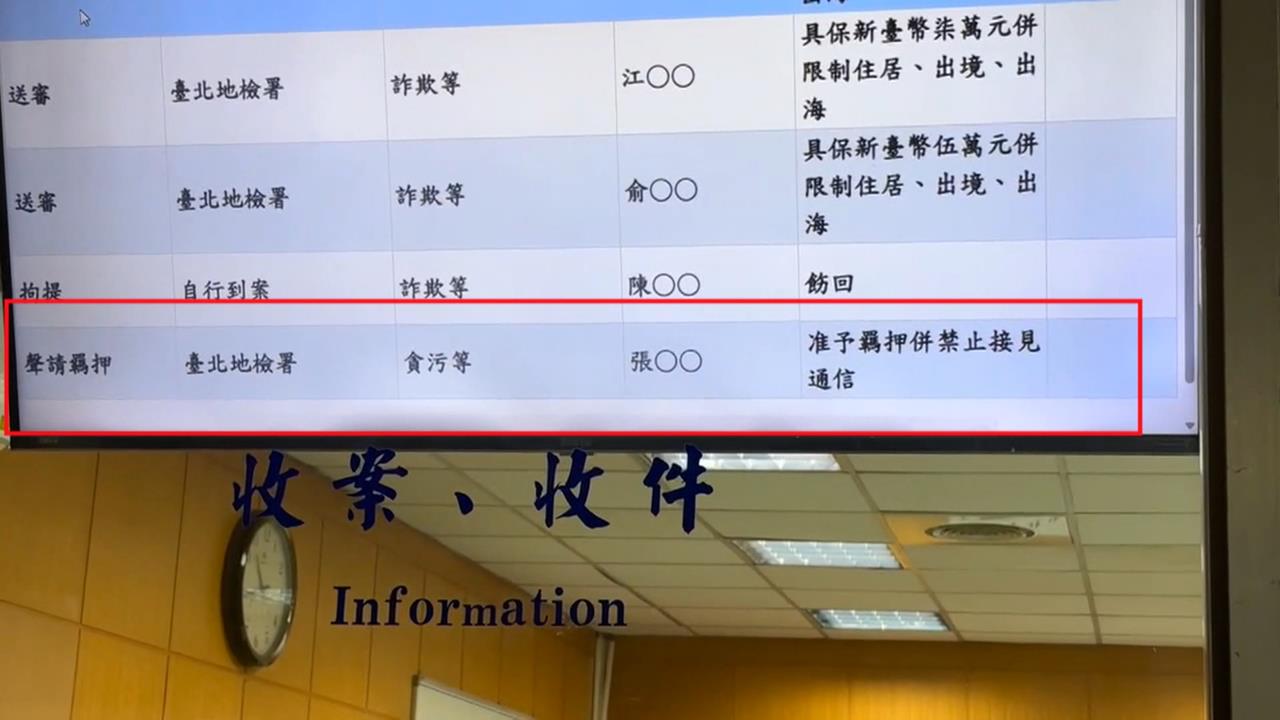 具保新臺幣柒萬元併
限制住居、出境、出
海
送審 臺北地檢署 詐欺等 江〇〇
具保新臺幣伍萬元併
限制住居、出境、出
海
送審 臺北地檢署 詐欺等 俞〇〇
拘提 自行到案 詐欺等 陳〇〇 飭回
聲請羈押 臺北地檢署 貪污等 張〇〇 准予羈押併禁止接見
通信
收案、收件
Information